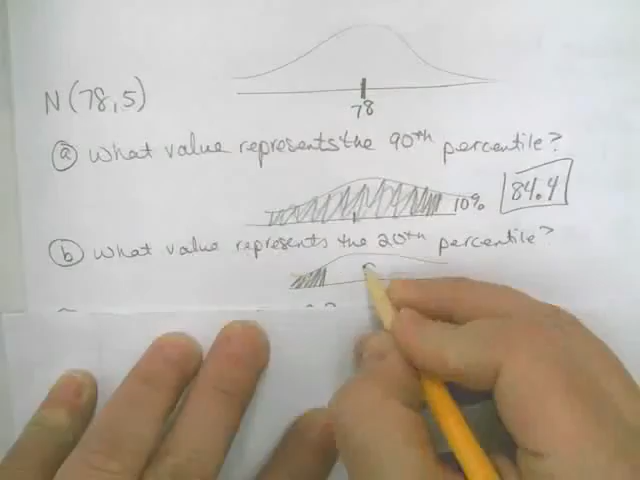 N(78,5)
78
(a) What value represents the 90th percentile?
10%
84.4
(b) What value represents the 20th percentile?